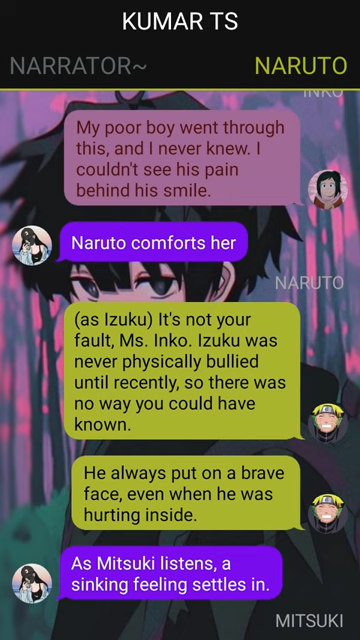 KUMAR TS
NARRATOR~
NARUTO
INKO
My poor boy went through
this, and I never knew. I
couldn't see his pain
behind his smile.
Naruto comforts her
NARUTO
(as Izuku) It's not your
fault, Ms. Inko. Izuku was
never physically bullied
until recently, so there was
no way you could have
known.
He always put on a brave
face, even when he was
hurting inside.
As Mitsuki listens, a
sinking feeling settles in.
MITSUKI